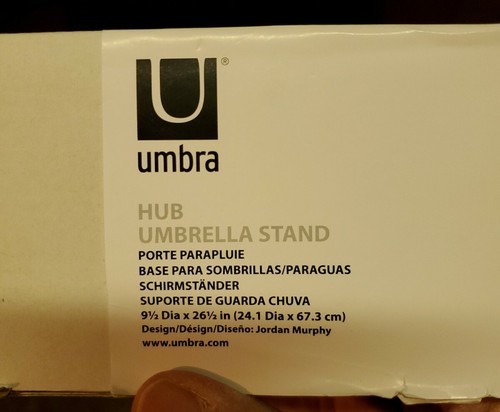 U®
umbra
HUB
UMBRELLA STAND
PORTE PARAPLUIE
BASE PARA SOMBRILLAS/PARAGUAS
SCHIRMSTÄNDER
SUPORTE DE GUARDA CHUVA
9½ Dia x 26½ in (24.1 Dia x 67.3 cm)
Design/Désign/Diseño: Jordan Murphy
www.umbra.com